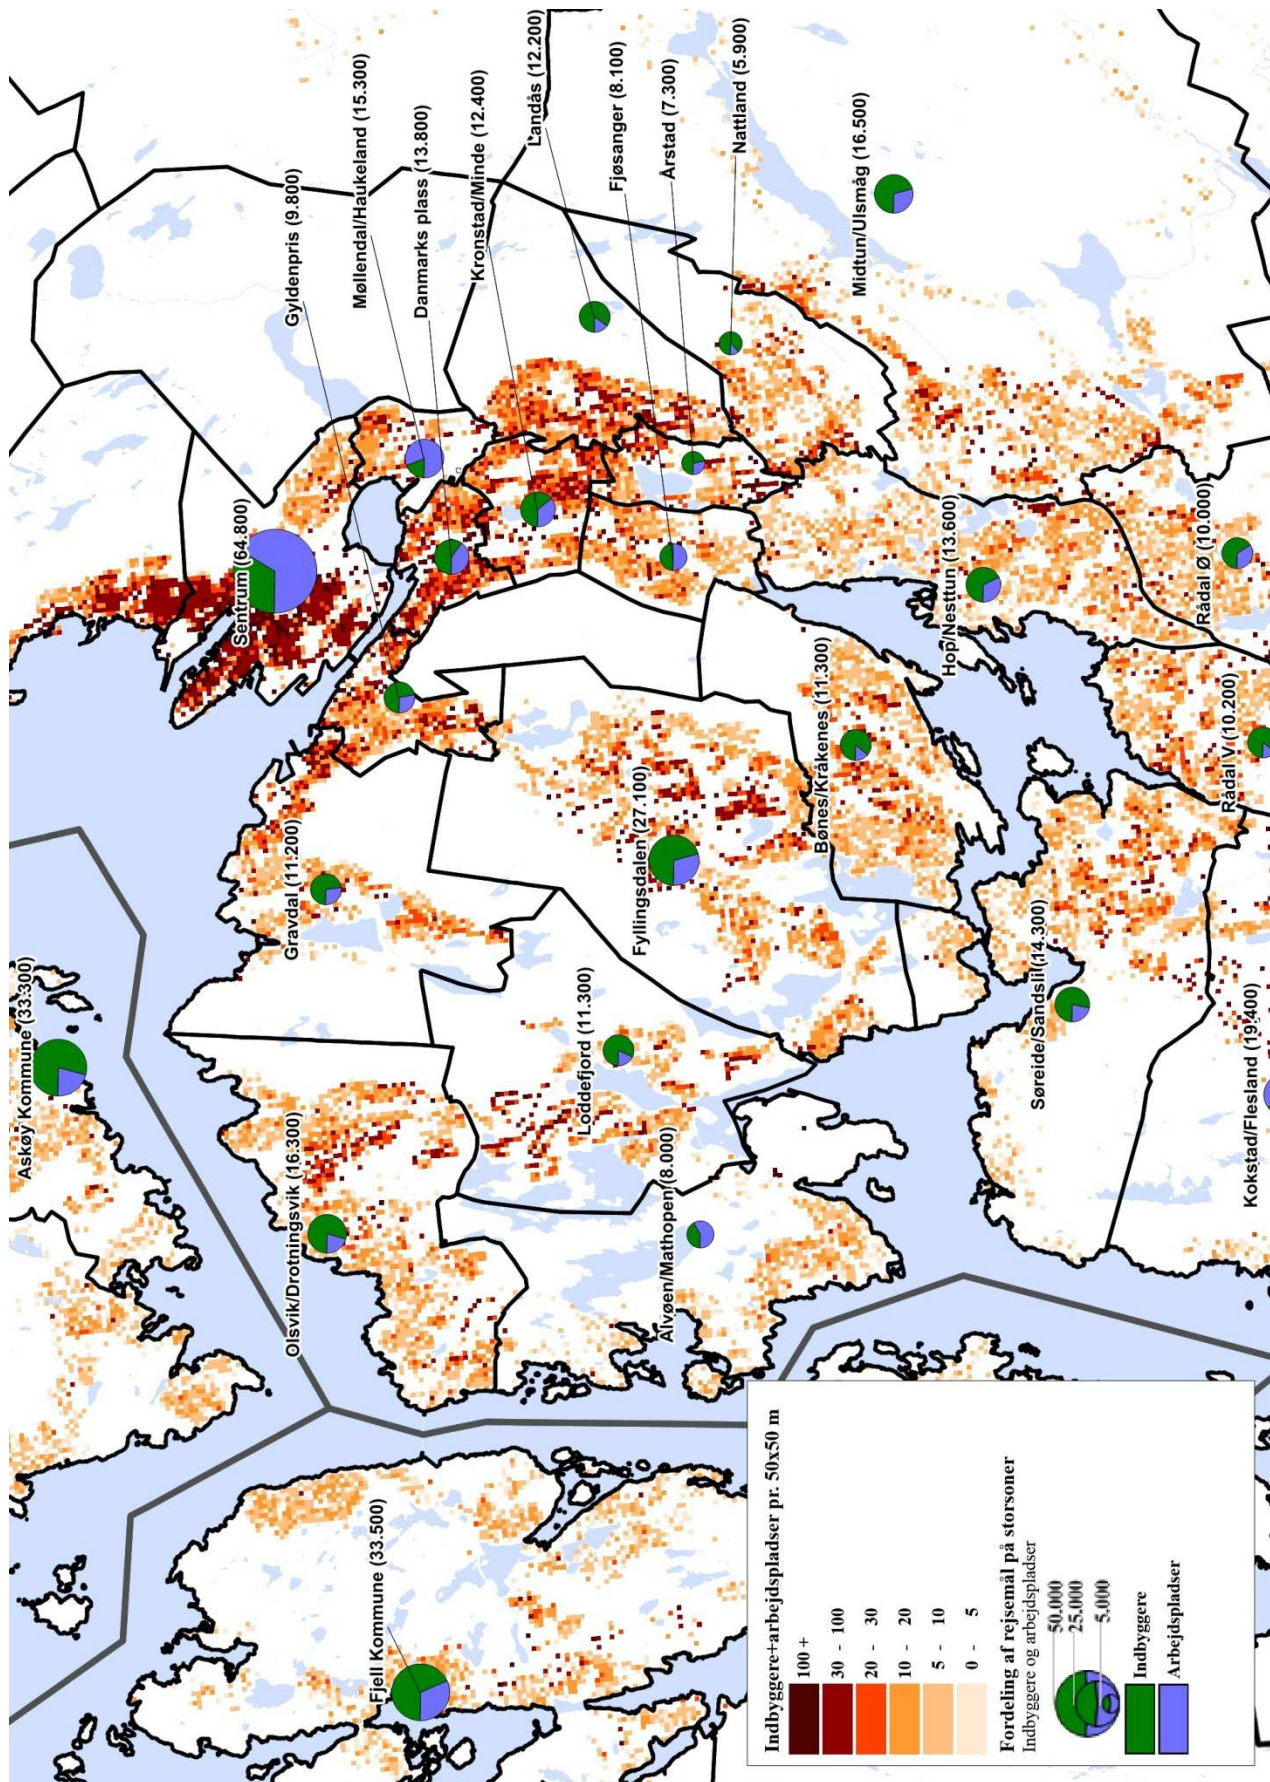 Askøy Kommune (33.300)
Fjell Kommune (33.500)
Olsvik/Drotningsvik (16.300)
Gravdal (11.200)
Sentrum (64.800)
Gyldenpris (9.800)
Møllendal/Haukeland (15.300)
Danmarks plass (13.800)
Kronstad/Minde (12.400)
Landås (12.200)
Fjøsanger (8.100)
Årstad (7.300)
Nattland (5.900)
Loddefjord (11.300)
Fyllingsdalen (27.100)
Alvøen/Mathopen (8.000)
Bønes/Kråkenes (11.300)
Midtun/Ulsmåg (16.500)
Hop/Nesttun (13.600)
Søreide/Sandsli (14.300)
Rådal V (10.200)
Rådal Ø (10.000)
Kokstad/Flesland (19.400)
Indbyggere+arbejdspladser pr. 50x50 m
100 +
30 - 100
20 - 30
10 - 20
5 - 10
0 - 5
Fordeling af rejsemål på storsoner
Indbyggere og arbejdspladser
50.000
25.000
5.000
Indbyggere
Arbejdspladser